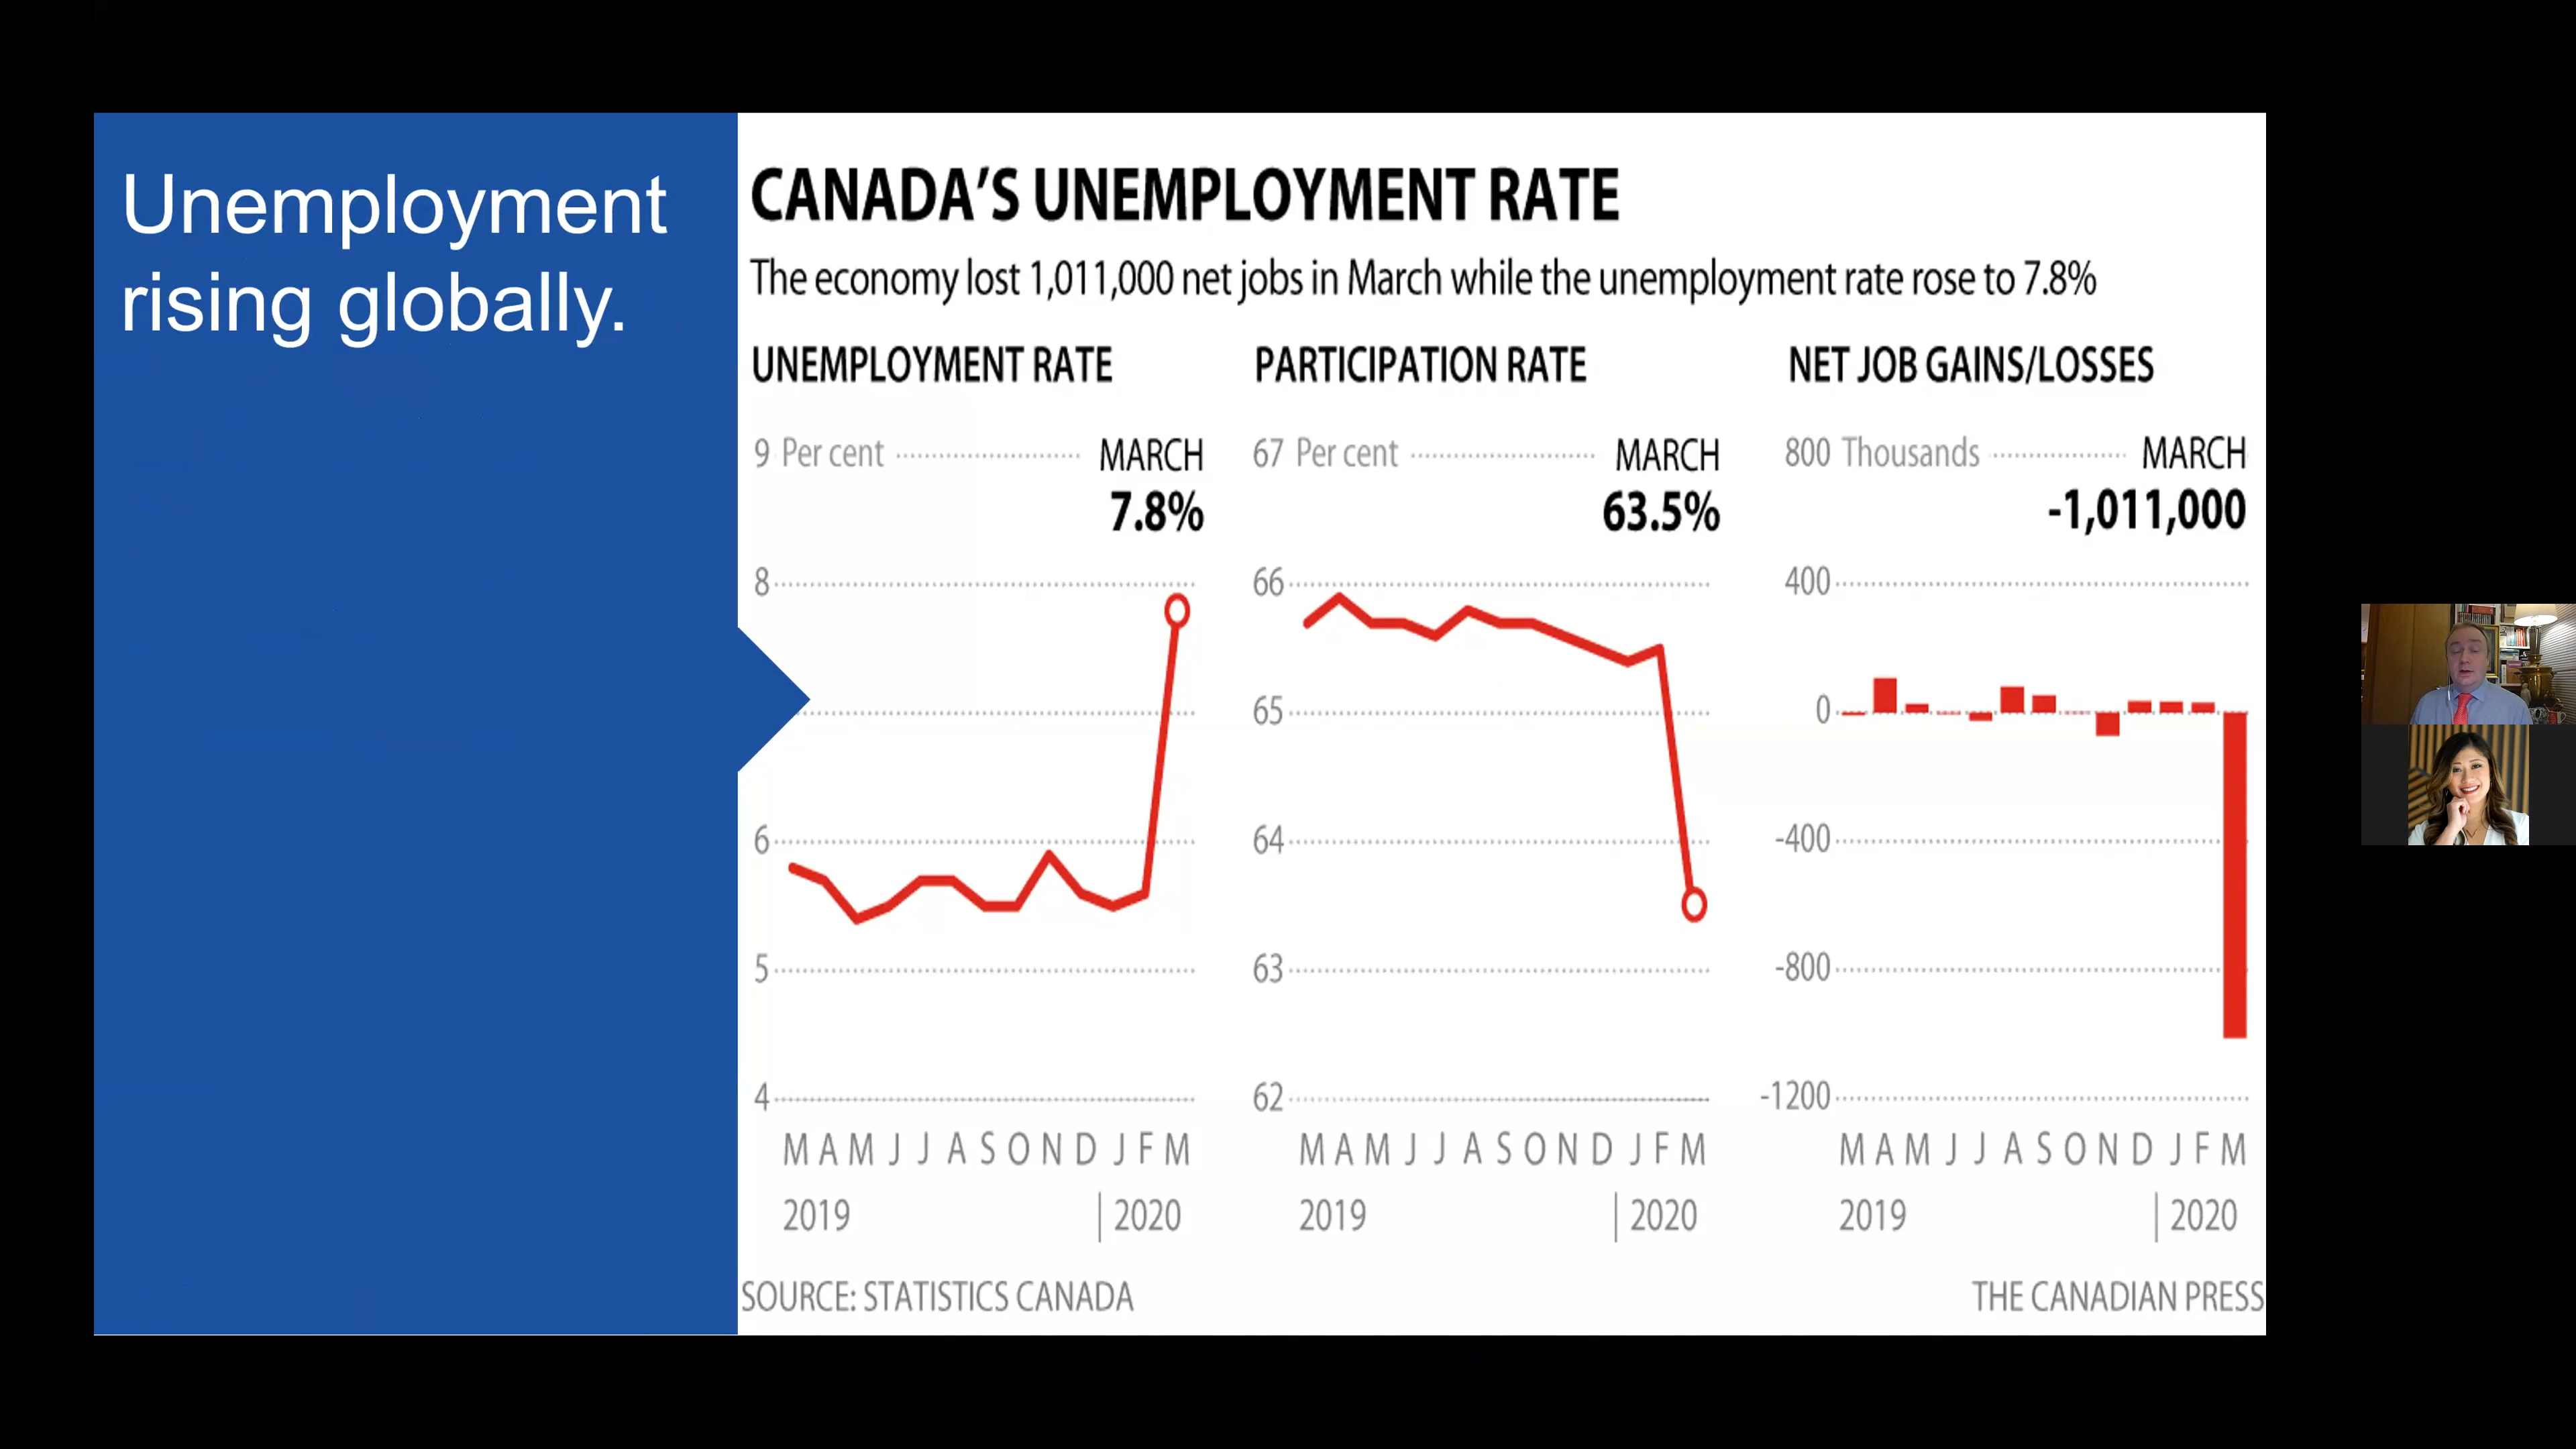 Unemployment
rising globally.
CANADA'S UNEMPLOYMENT RATE
The economy lost 1,011,000 net jobs in March while the unemployment rate rose to 7.8%
UNEMPLOYMENT RATE
9 Per cent
MARCH
7.8%
8
6
5
4
M A M J J A S O N D J F M
2019 2020
PARTICIPATION RATE
67 Per cent
MARCH
63.5%
66
65
64
63
62
M A M J J A S O N D J F M
2019 2020
NET JOB GAINS/LOSSES
800 Thousands
MARCH
-1,011,000
400
0
-400
-800
-1200
M A M J J A S O N D J F M
2019 2020
SOURCE: STATISTICS CANADA
THE CANADIAN PRESS